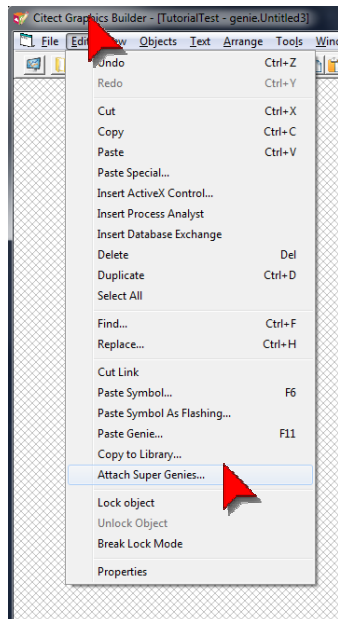 Citect Graphics Builder - [TutorialTest - genie.Untitled3]
File Edit View Objects Text Arrange Tools
Undo Ctrl+Z
Redo Ctrl+Y
Cut Ctrl+X
Copy Ctrl+C
Paste Ctrl+V
Paste Special...
Insert ActiveX Control...
Insert Process Analyst
Insert Database Exchange
Delete Del
Duplicate Ctrl+D
Select All
Find... Ctrl+F
Replace... Ctrl+H
Cut Link
Paste Symbol... F6
Paste Symbol As Flashing...
Paste Genie... F11
Copy to Library...
Attach Super Genies...
Lock object
Unlock Object
Break Lock Mode
Properties